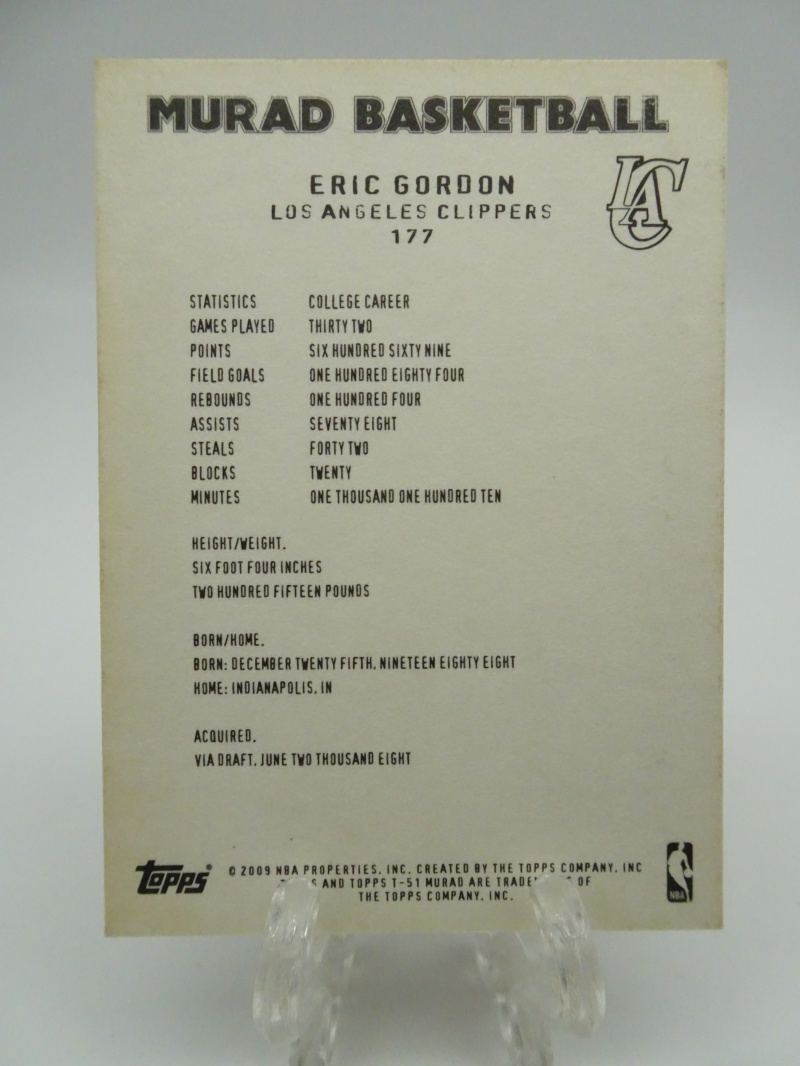 MURAD BASKETBALL
ERIC GORDON
LOS ANGELES CLIPPERS
177
LAC
STATISTICS COLLEGE CAREER
GAMES PLAYED THIRTY TWO
POINTS SIX HUNDRED SIXTY NINE
FIELD GOALS ONE HUNDRED EIGHTY FOUR
REBOUNDS ONE HUNDRED FOUR
ASSISTS SEVENTY EIGHT
STEALS FORTY TWO
BLOCKS TWENTY
MINUTES ONE THOUSAND ONE HUNDRED TEN
HEIGHT/WEIGHT.
SIX FOOT FOUR INCHES
TWO HUNDRED FIFTEEN POUNDS
BORN/HOME.
BORN: DECEMBER TWENTY FIFTH, NINETEEN EIGHTY EIGHT
HOME: INDIANAPOLIS, IN
ACQUIRED.
VIA DRAFT, JUNE TWO THOUSAND EIGHT
TOPPS®
© 2009 NBA PROPERTIES, INC. CREATED BY THE TOPPS COMPANY, INC
AND TOPPS T-51 MURAD ARE OF
THE TOPPS COMPANY, INC.
NBA